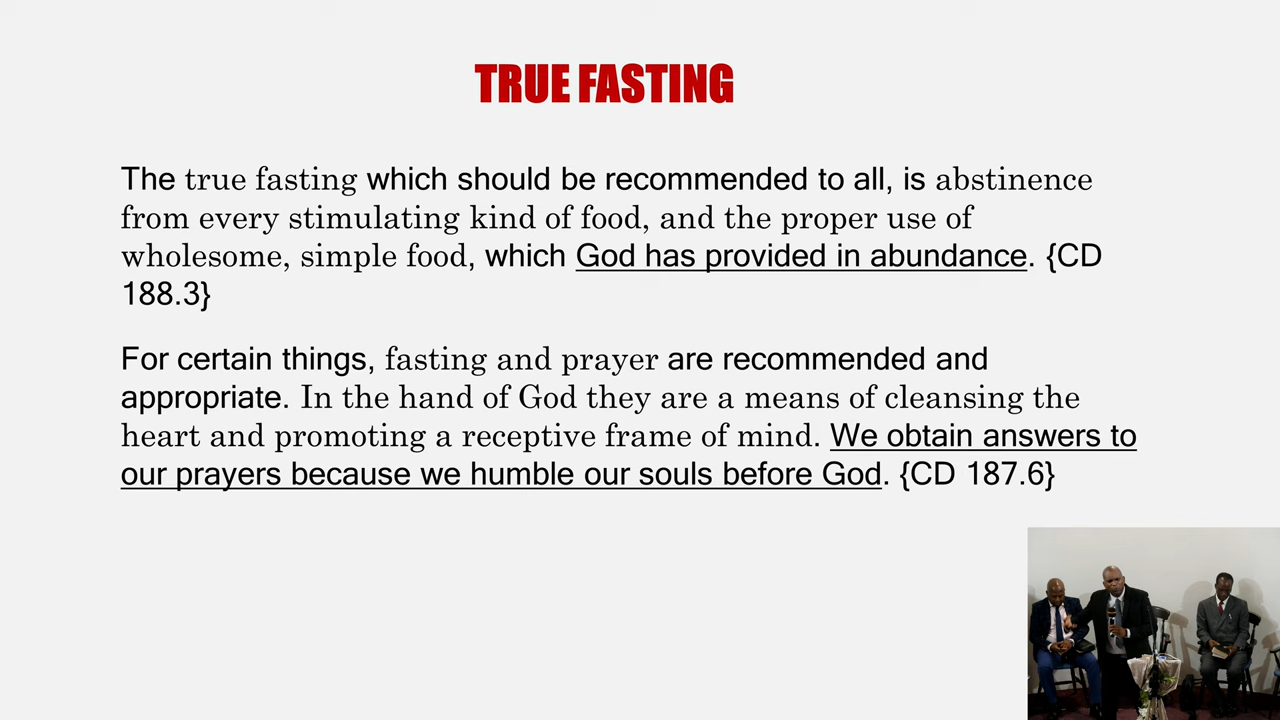 TRUE FASTING
The true fasting which should be recommended to all, is abstinence
from every stimulating kind of food, and the proper use of
wholesome, simple food, which God has provided in abundance. {CD
188.3}
For certain things, fasting and prayer are recommended and
appropriate. In the hand of God they are a means of cleansing the
heart and promoting a receptive frame of mind. We obtain answers to
our prayers because we humble our souls before God. {CD 187.6}